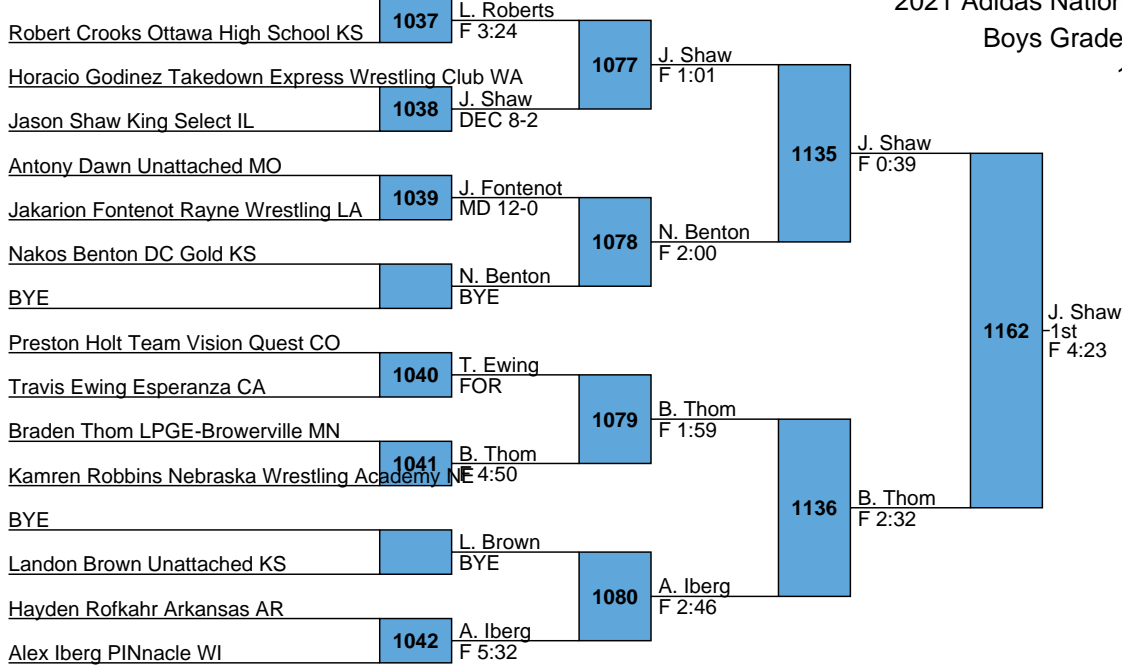 2021 Adidas Nation
Boys Grade
1
Robert Crooks Ottawa High School KS
1037
L. Roberts
F 3:24
Horacio Godinez Takedown Express Wrestling Club WA
Jason Shaw King Select IL
1038
J. Shaw
DEC 8-2
1077
J. Shaw
F 1:01
Antony Dawn Unattached MO
Jakarion Fontenot Rayne Wrestling LA
1039
J. Fontenot
MD 12-0
Nakos Benton DC Gold KS
BYE
N. Benton
BYE
1078
N. Benton
F 2:00
1135
J. Shaw
F 0:39
Preston Holt Team Vision Quest CO
Travis Ewing Esperanza CA
1040
T. Ewing
FOR
Braden Thom LPGE-Browerville MN
Kamren Robbins Nebraska Wrestling Academy NE
1041
B. Thom
F 4:50
1079
B. Thom
F 1:59
BYE
Landon Brown Unattached KS
L. Brown
BYE
Hayden Rofkahr Arkansas AR
Alex Iberg PINnacle WI
1042
A. Iberg
F 5:32
1080
A. Iberg
F 2:46
1136
B. Thom
F 2:32
1162
J. Shaw
1st
F 4:23